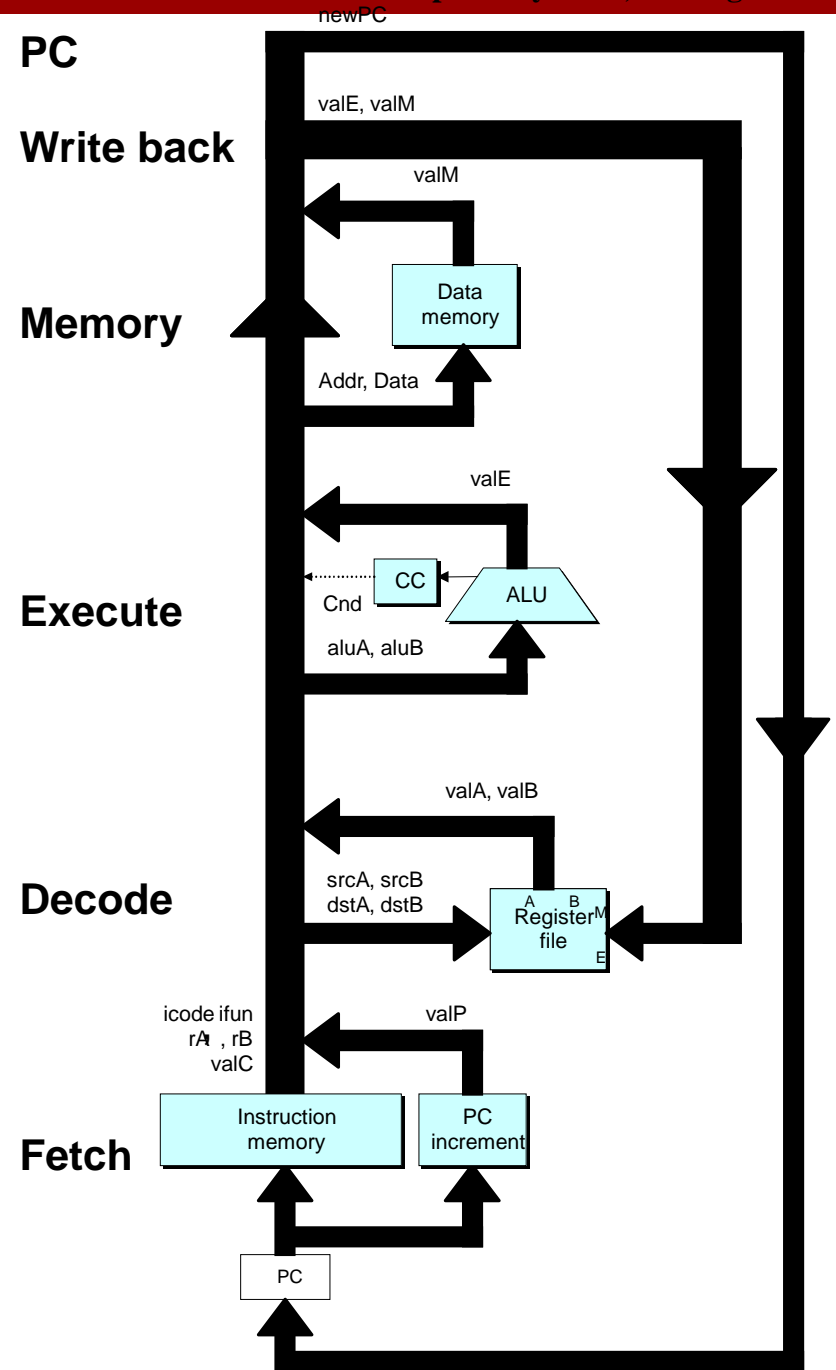 newPC
PC
valE, valM
Write back
valM
Data
memory
Memory
Addr, Data
valE
CC
ALU
Cnd
Execute
aluA, aluB
valA, valB
srcA, srcB
dstA, dstB
Decode
A B
Register M
file
E
icode ifun
valP
rA , rB
valC
Instruction
memory
PC
increment
Fetch
PC